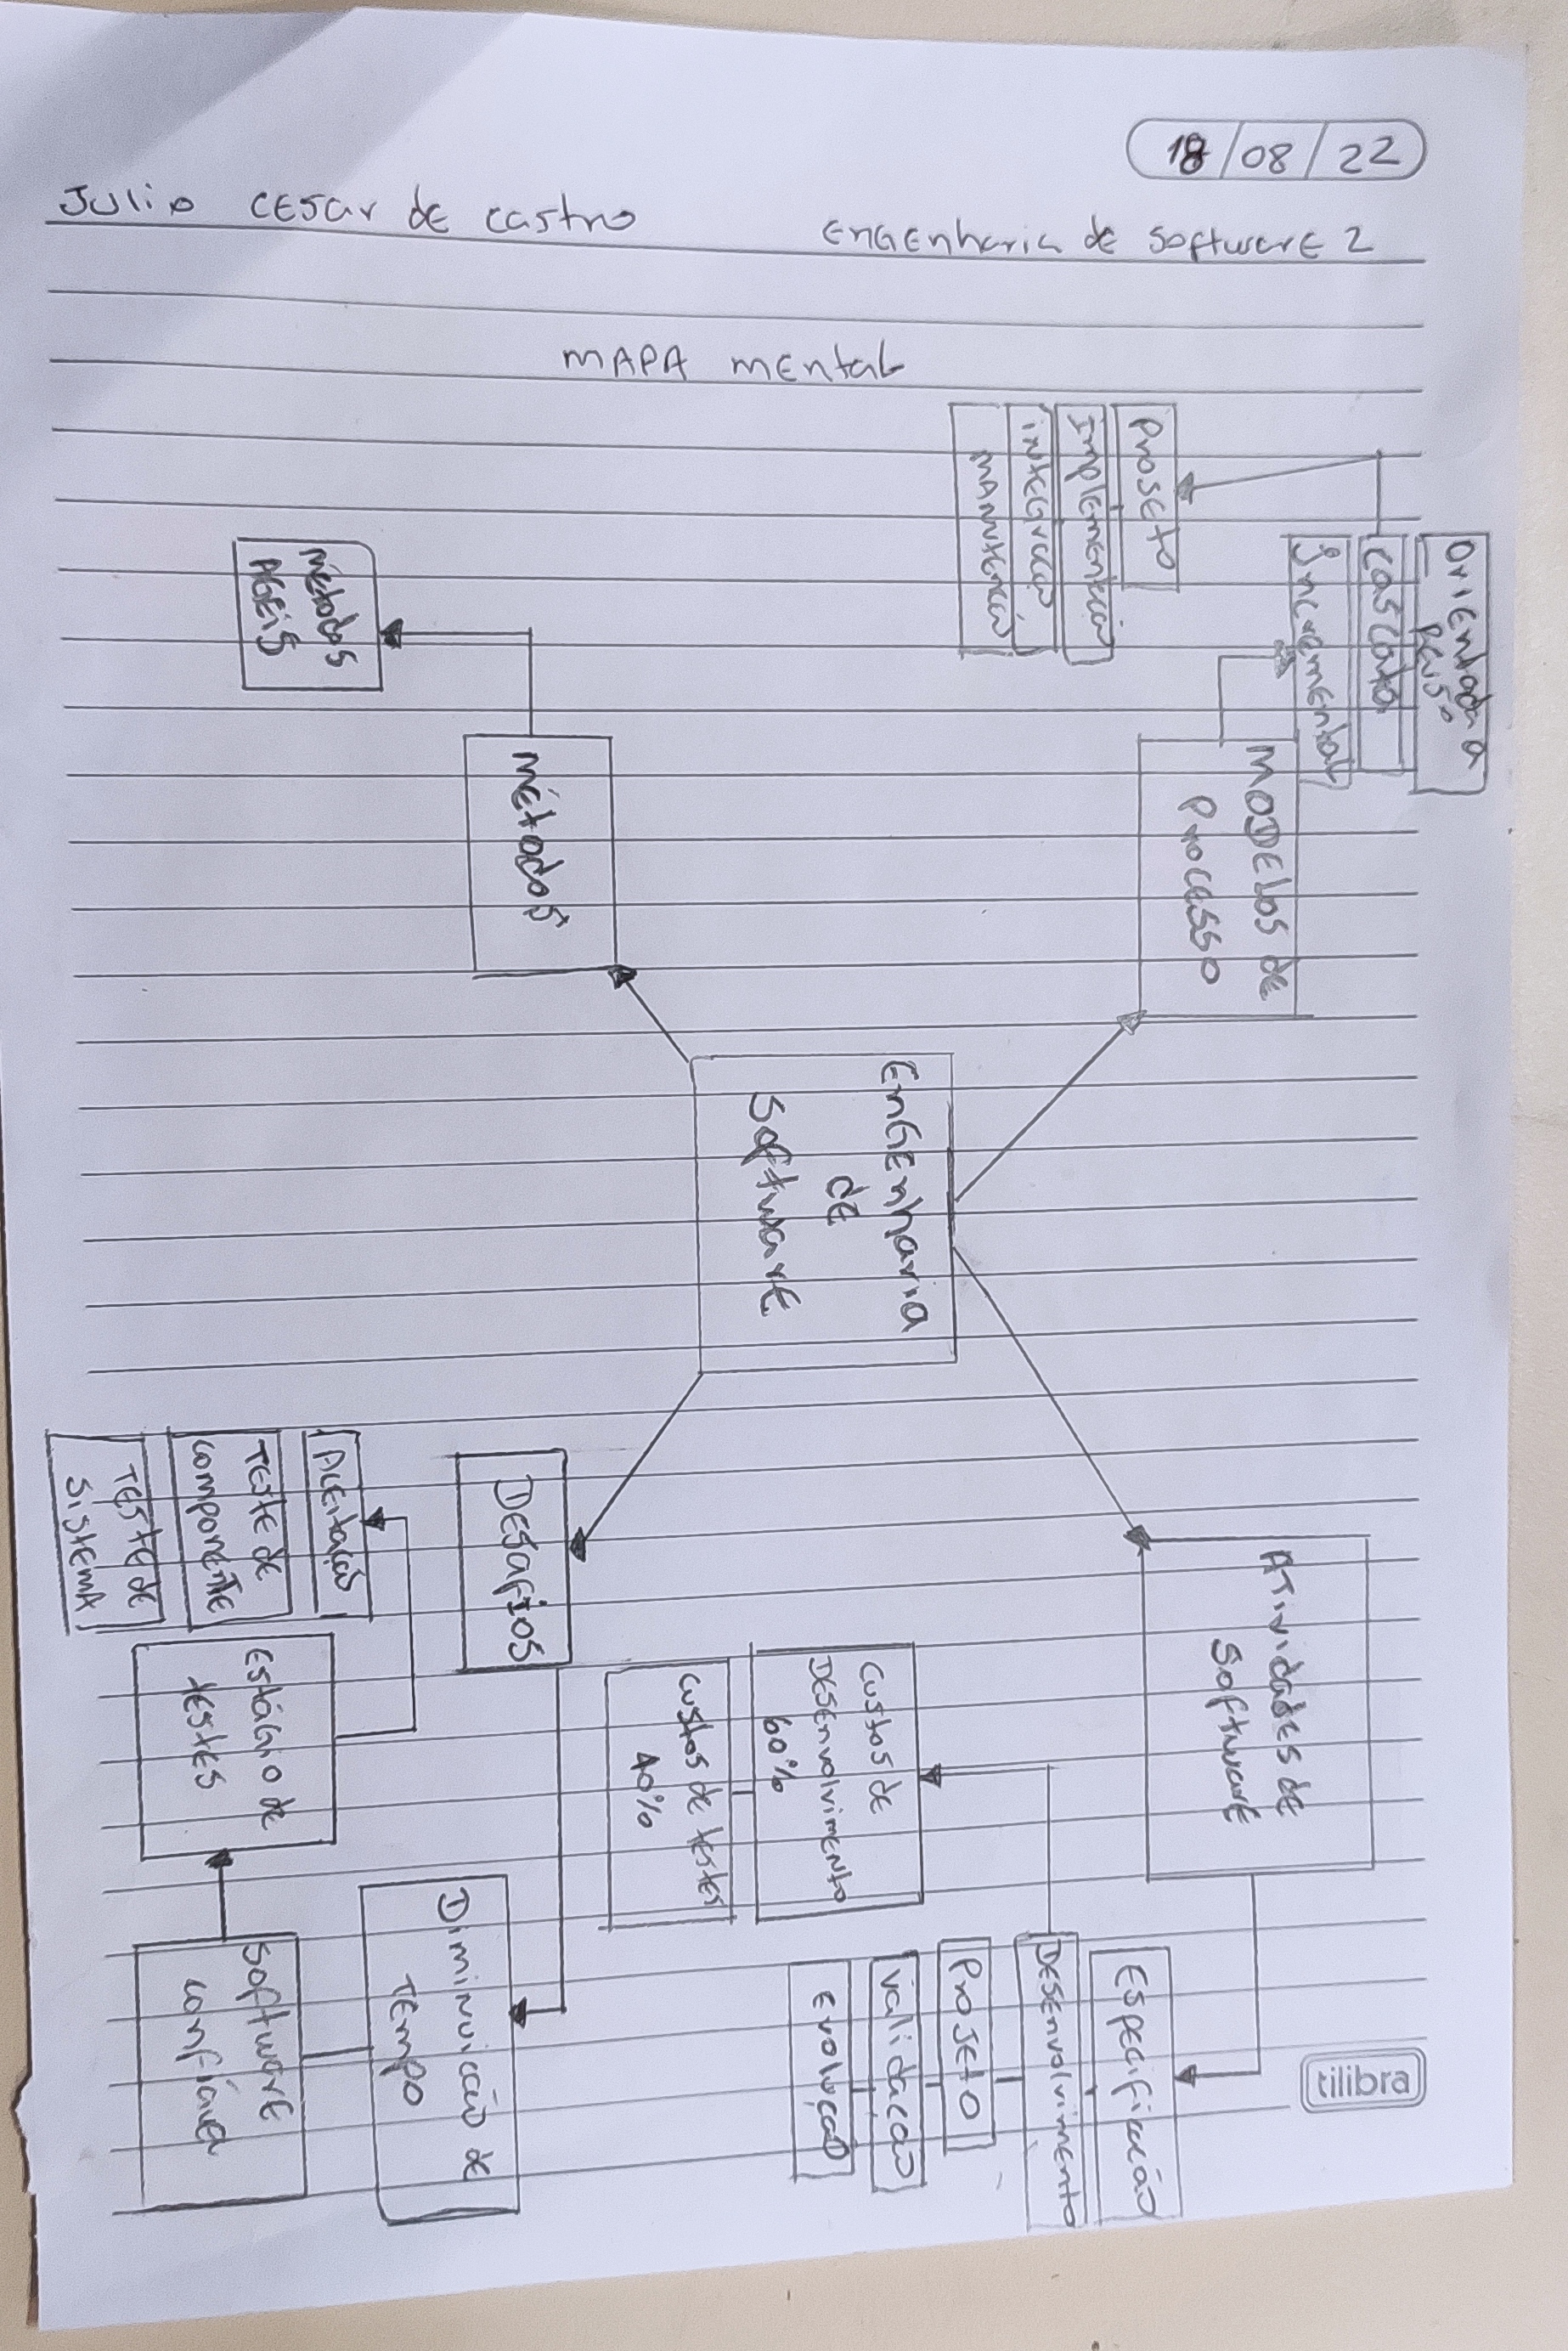 18/08/22
Julio CESar de castro
EnGEnharia de SoftwarE 2
mAPA mEntal
OriEntada a
REUSo
CasCata
IncrEmEntal
ProSEto
ImplEmEntação
intEGração
mAnutEnção
MODElos dE
ProcESSo
métodoS
métodos
AGEiS
EnGEnharia
dE
SoftwarE
AtividadES dE
SoftwarE
ESpEcificação
DESEnvolvimEnto
ProJEto
Validação
Evolução
CustoS dE
DESEnvolvimEnto
60%
CustoS dE tEstES
40%
DESafioS
Diminuição dE
TEmpo
SoftwarE
confiávEl
EStáGio dE
tEStES
ACEitação
TEStE dE
componEntE
TEStE dE
SiStEmA
tilibra